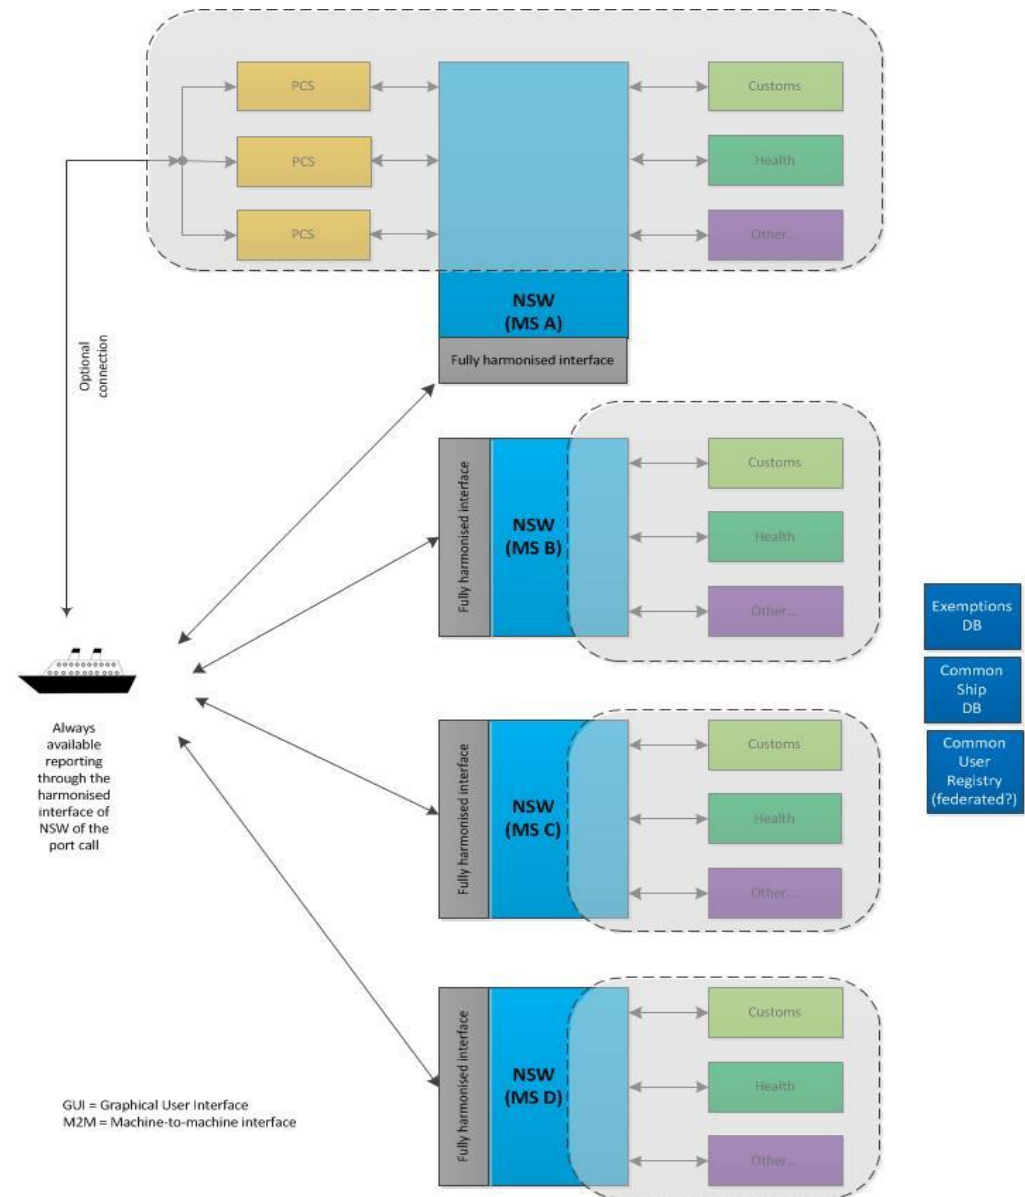 PCS
Customs
PCS
Health
PCS
Other...
NSW
(MS A)
Fully harmonised interface
Optional
connection
Fully harmonised interface
NSW
(MS B)
Customs
Health
Other...
Exemptions
DB
Common
Ship
DB
Common
User
Registry
(federated?)
Always
available
reporting
through the
harmonised
interface of
NSW of the
port call
Fully harmonised interface
NSW
(MS C)
Customs
Health
Other...
Fully harmonised interface
NSW
(MS D)
Customs
Health
Other...
GUI = Graphical User Interface
M2M = Machine-to-machine interface